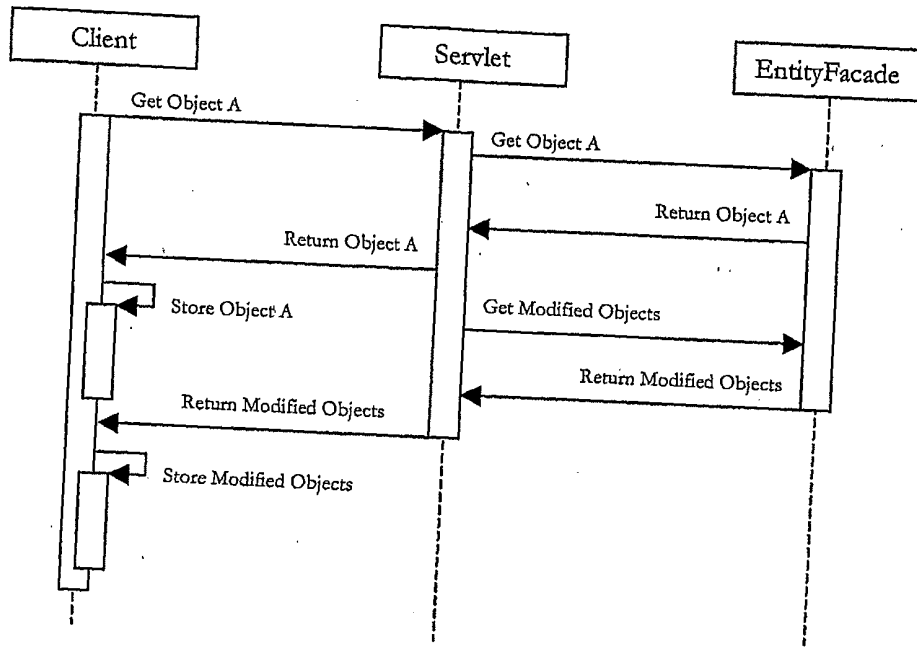 Client
Servlet
EntityFacade
Get Object A
Get Object A
Return Object A
Return Object A
Store Object A
Get Modified Objects
Return Modified Objects
Return Modified Objects
Store Modified Objects